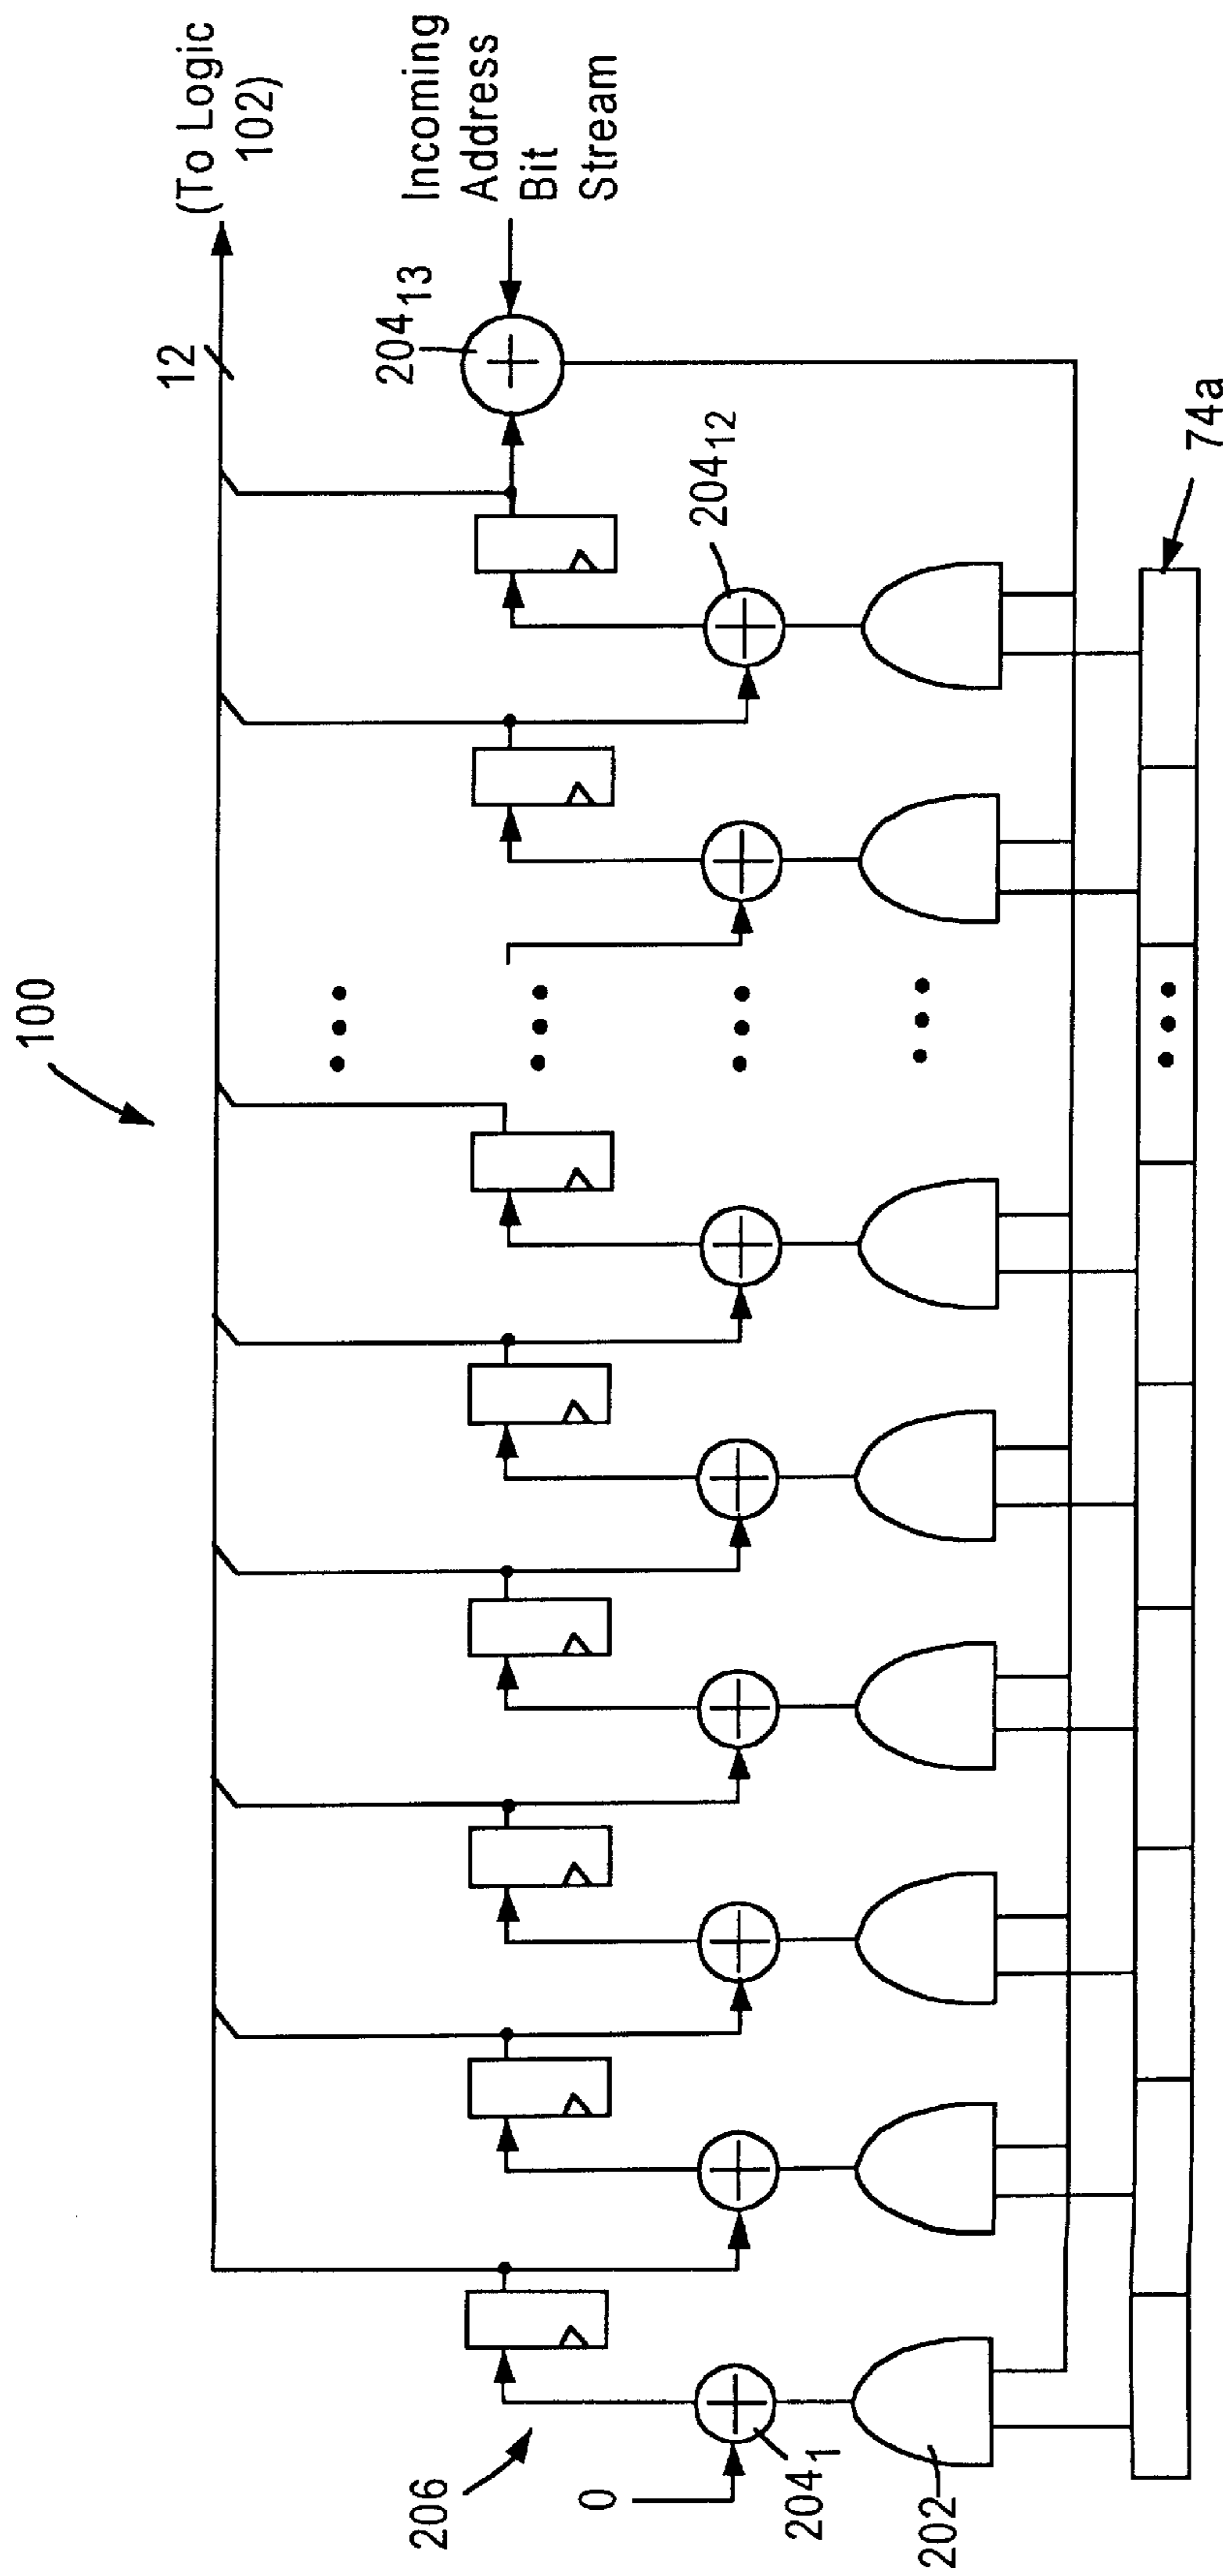 100
12
(To Logic
102)
Incoming
Address
Bit
Stream
204₁₃
204₁₂
206
0
204₁
202
74a